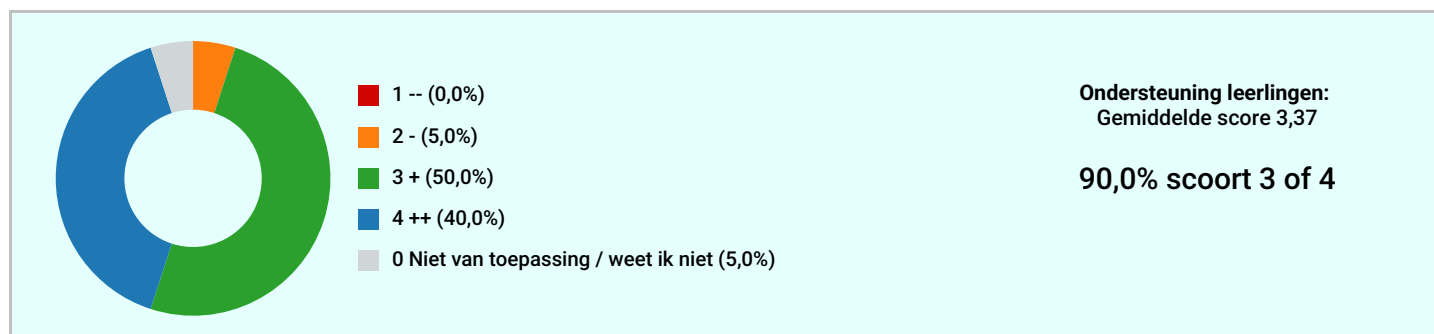 1 -- (0,0%)
2 - (5,0%)
3 + (50,0%)
4 ++ (40,0%)
0 Niet van toepassing / weet ik niet (5,0%)
Ondersteuning leerlingen:
Gemiddelde score 3,37
90,0% scoort 3 of 4